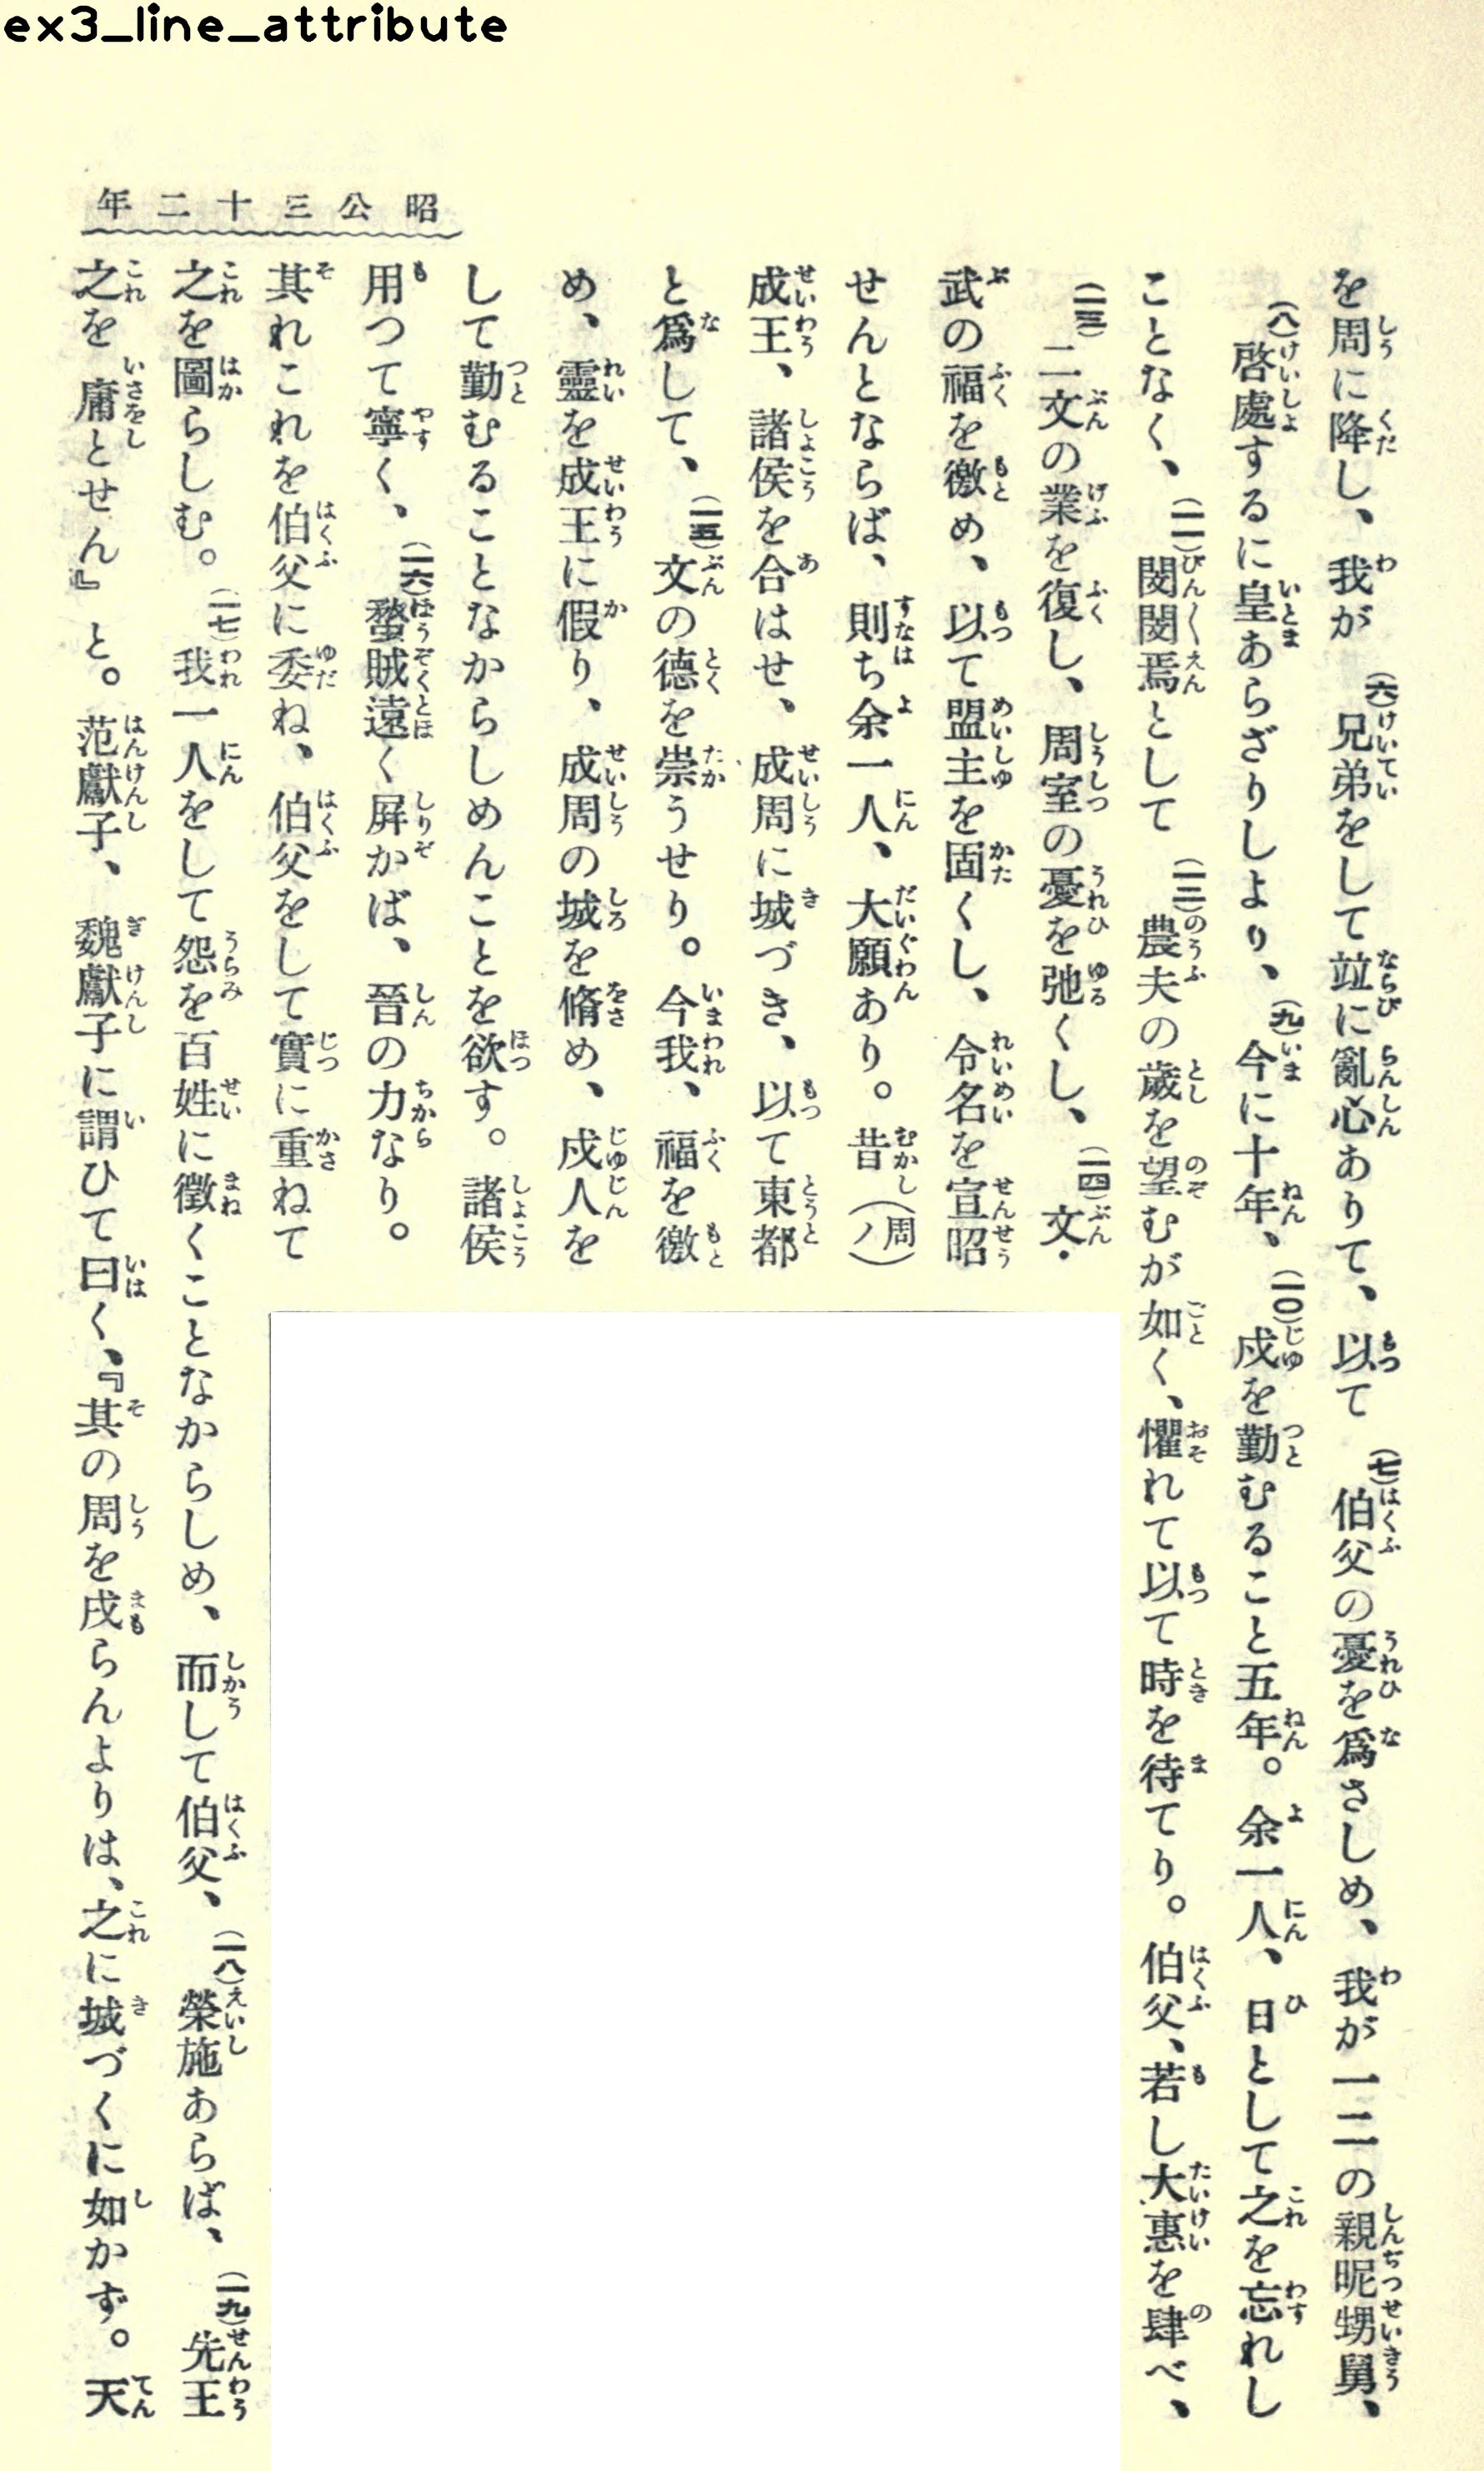 ex3_line_attribute
昭公三十二年
を周に降し、我が(六)兄弟をして竝に亂心ありて、以て(七)伯父の憂を爲さしめ、我が一二の親昵甥舅、
(八)啓處するに皇あらざりしより、(九)今に十年、(一〇)戍を勤むること五年。余一人、日として之を忘れし
ことなく、(一一)閔閔焉として(一二)農夫の歲を望むが如く、懼れて以て時を待てり。伯父、若し大惠を肆べ、
(一三)二文の業を復し、周室の憂を弛くし、(一四)文・
武の福を徼め、以て盟主を固くし、令名を宣昭
せんとならば、則ち余一人、大願あり。昔(周ノ)
成王、諸侯を合はせ、成周に城づき、以て東都
と爲して、(一五)文の德を崇うせり。今我、福を徼
め、靈を成王に假り、成周の城を脩め、戍人を
して勤むることなからしめんことを欲す。諸侯
用つて寧く、(一六)蝥賊遠く屛かば、晉の力なり。
其れこれを伯父に委ね、伯父をして實に重ねて
之を圖らしむ。(一七)我一人をして怨を百姓に徵くことなからしめ、而して伯父、(一八)榮施あらば、(一九)先王
之を庸とせん』と。范獻子、魏獻子に謂ひて曰く、『其の周を戍らんよりは、之に城づくに如かず。天